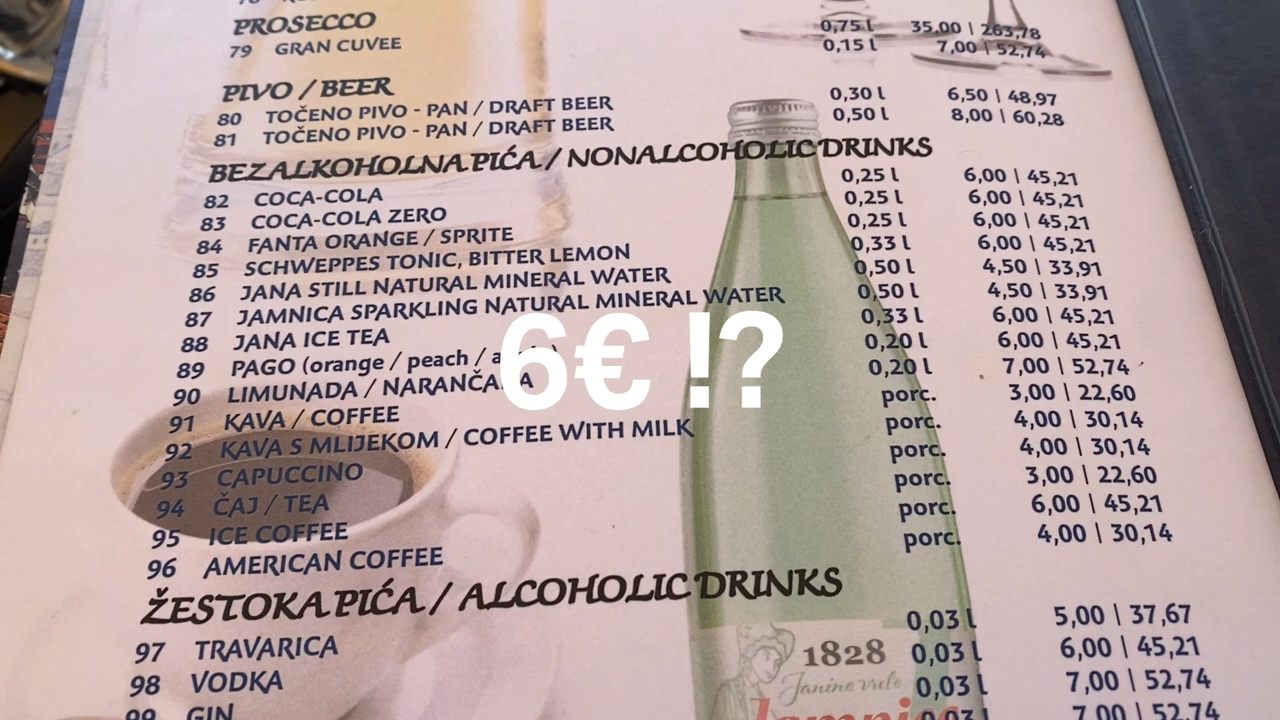 PROSECCO
79 GRAN CUVEE 0,75 l 35,00 | 263,78
0,15 l 7,00 | 52,74
PIVO / BEER
80 TOČENO PIVO - PAN / DRAFT BEER 0,30 l 6,50 | 48,97
81 TOČENO PIVO - PAN / DRAFT BEER 0,50 l 8,00 | 60,28
BEZALKOHOLNA PIĆA / NONALCOHOLIC DRINKS
82 COCA-COLA 0,25 l 6,00 | 45,21
83 COCA-COLA ZERO 0,25 l 6,00 | 45,21
84 FANTA ORANGE / SPRITE 0,25 l 6,00 | 45,21
85 SCHWEPPES TONIC, BITTER LEMON 0,33 l 6,00 | 45,21
86 JANA STILL NATURAL MINERAL WATER 0,50 l 4,50 | 33,91
87 JAMNICA SPARKLING NATURAL MINERAL WATER 0,50 l 4,50 | 33,91
88 JANA ICE TEA 0,33 l 6,00 | 45,21
89 PAGO (orange / peach / 0,20 l 6,00 | 45,21
90 LIMUNADA / 0,20 l 7,00 | 52,74
6€ !?
91 KAVA / COFFEE porc. 3,00 | 22,60
92 KAVA S MLIJEKOM / COFFEE WITH MILK porc. 4,00 | 30,14
93 CAPUCCINO porc. 4,00 | 30,14
94 ČAJ / TEA porc. 3,00 | 22,60
95 ICE COFFEE porc. 6,00 | 45,21
96 AMERICAN COFFEE porc. 4,00 | 30,14
ŽESTOKA PIĆA / ALCOHOLIC DRINKS
97 TRAVARICA 0,03 l 5,00 | 37,67
98 VODKA 0,03 l 6,00 | 45,21
99 GIN 0,03 l 7,00 | 52,74
0,03 l 7,00 | 52,74
1828
Janino vrelo
Jamnica